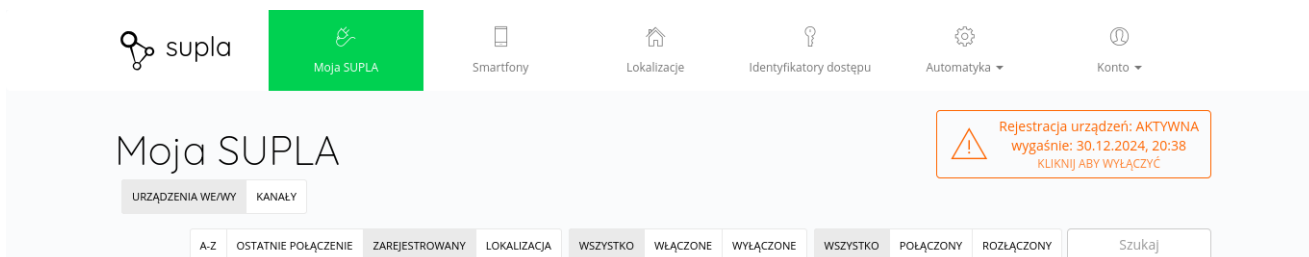 supla
Moja SUPLA
Smartfony
Lokalizacje
Identyfikatory dostępu
Automatyka
Konto
Moja SUPLA
Rejestracja urządzeń: AKTYWNA
wygaśnie: 30.12.2024, 20:38
KLIKNIJ ABY WYŁĄCZYĆ
URZĄDZENIA WE/WY KANAŁY
A-Z OSTATNIE POŁĄCZENIE ZAREJESTROWANY LOKALIZACJA WSZYSTKO WŁĄCZONE WYŁĄCZONE WSZYSTKO POŁĄCZONY ROZŁĄCZONY Szukaj